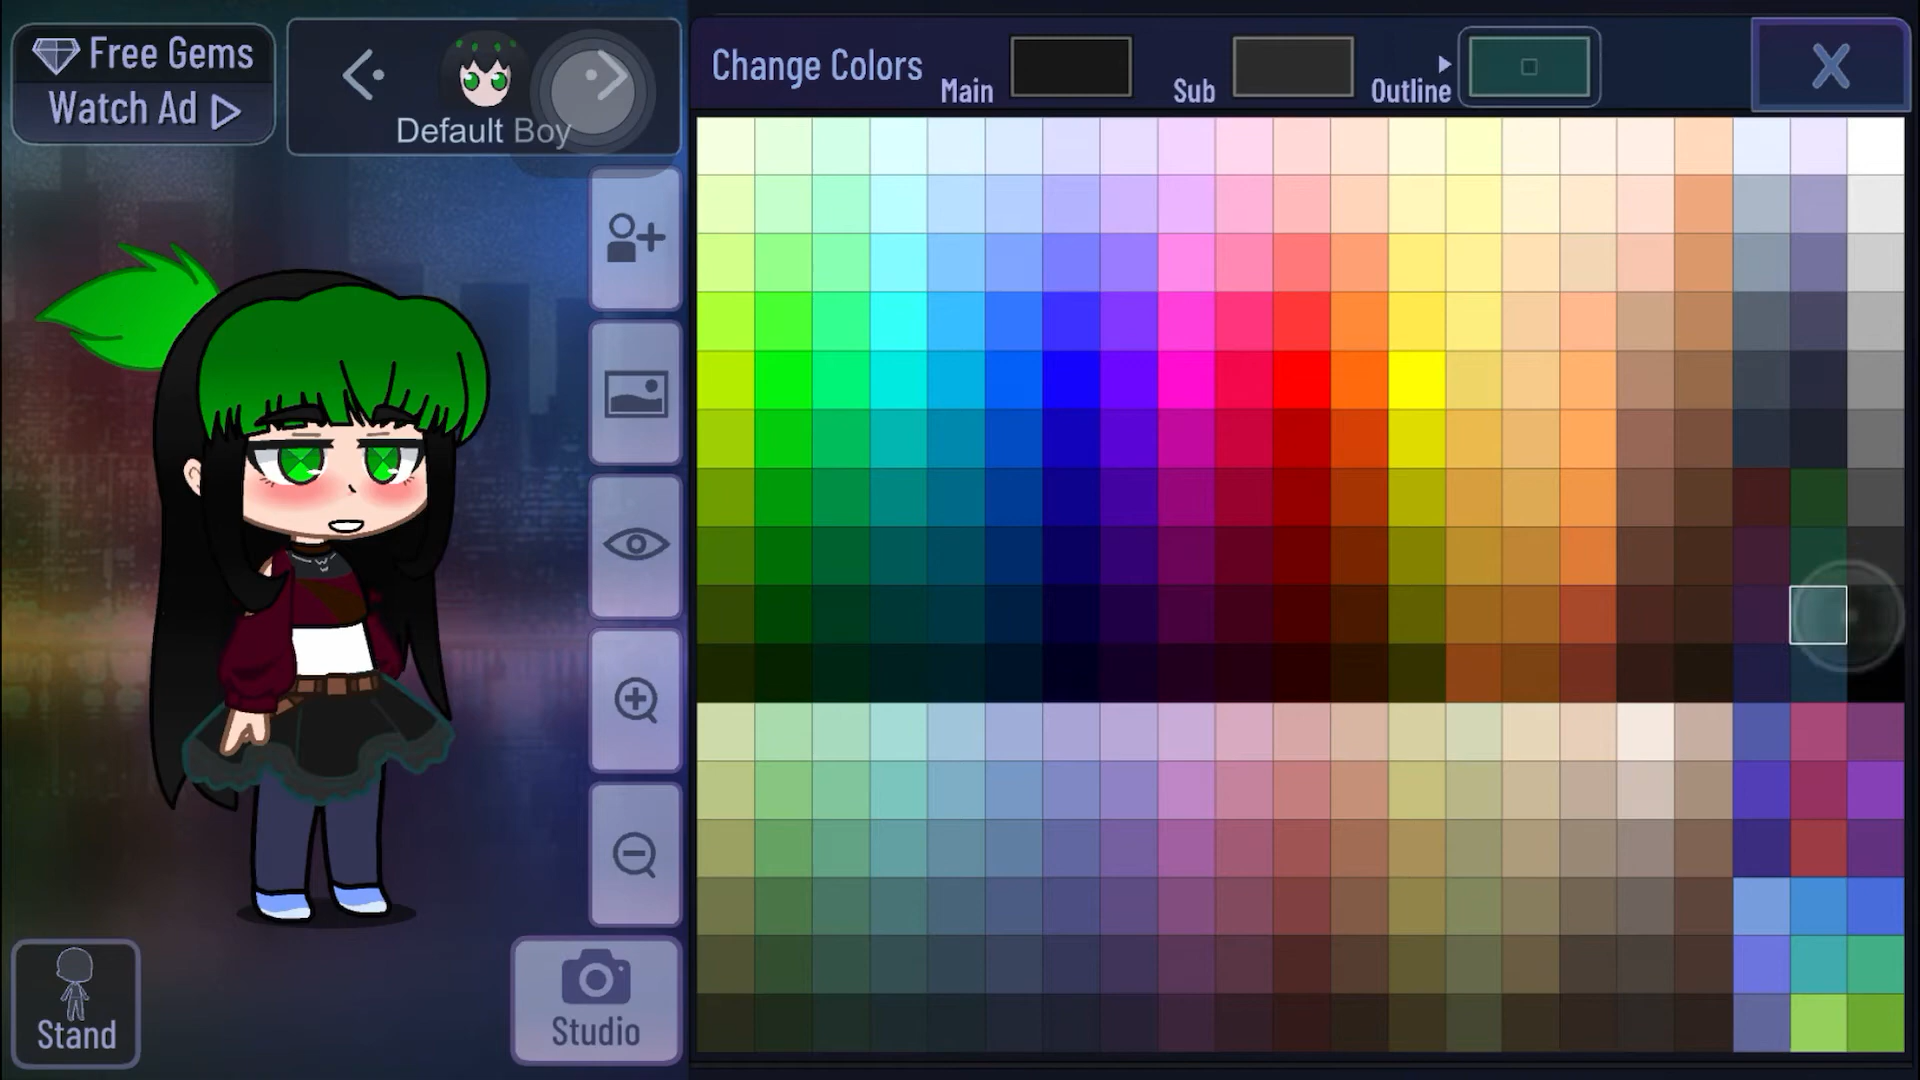 Free Gems
Watch Ad
Default Boy
Change Colors
Main
Sub
Outline
X
Stand
Studio